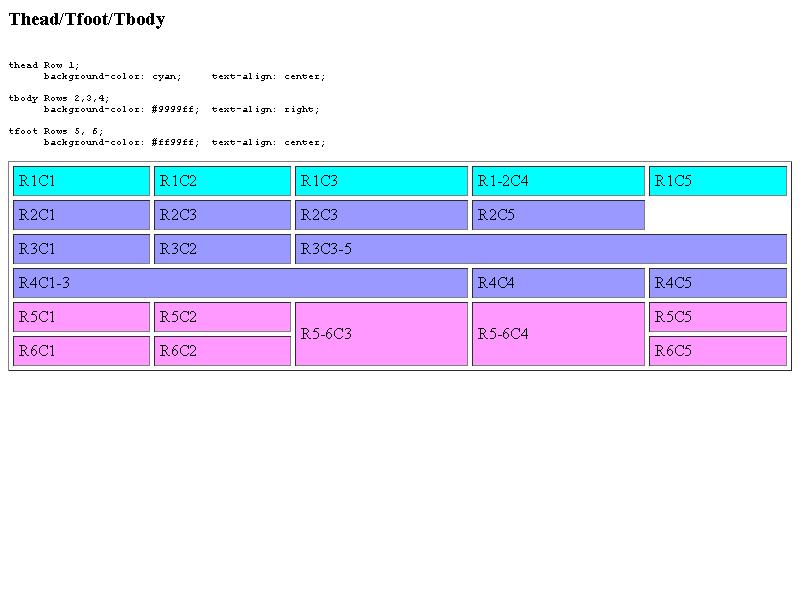 Thead/Tfoot/Tbody
thead Row 1;
background-color: cyan; text-align: center;
tbody Rows 2,3,4;
background-color: #9999ff; text-align: right;
tfoot Rows 5, 6;
background-color: #ff99ff; text-align: center;
R1C1 R1C2 R1C3 R1-2C4 R1C5
R2C1 R2C3 R2C3 R2C5
R3C1 R3C2 R3C3-5
R4C1-3 R4C4 R4C5
R5C1 R5C2 R5-6C3 R5-6C4 R5C5
R6C1 R6C2 R6C5